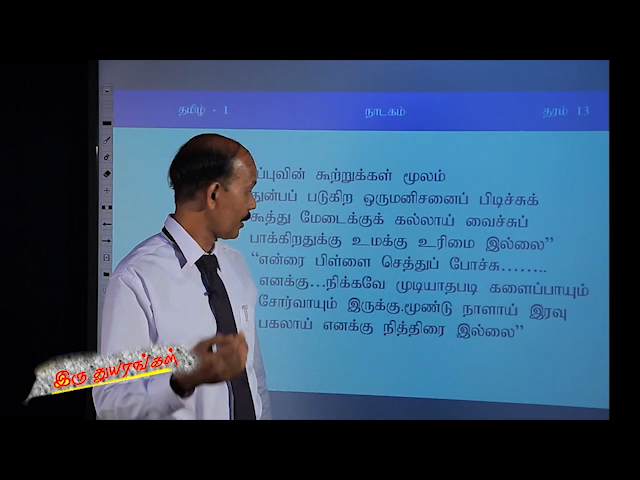 தமிழ் - 1 நாடகம் தரம் 13
கூற்றுக்கள் மூலம்
துன்பப் படுகிற ஒருமனிசனைப் பிடிச்சுக்
கூத்து மேடைக்குக் கல்லாய் வைச்சுப்
பாக்கிறதுக்கு உமக்கு உரிமை இல்லை”
“என்ரை பிள்ளை செத்துப் போச்சு……..
எனக்கு…நிக்கவே முடியாதபடி களைப்பாயும்
சோர்வாயும் இருக்கு.மூண்டு நாளாய் இரவு
பகலாய் எனக்கு நித்திரை இல்லை”
இரு துயரங்கள்